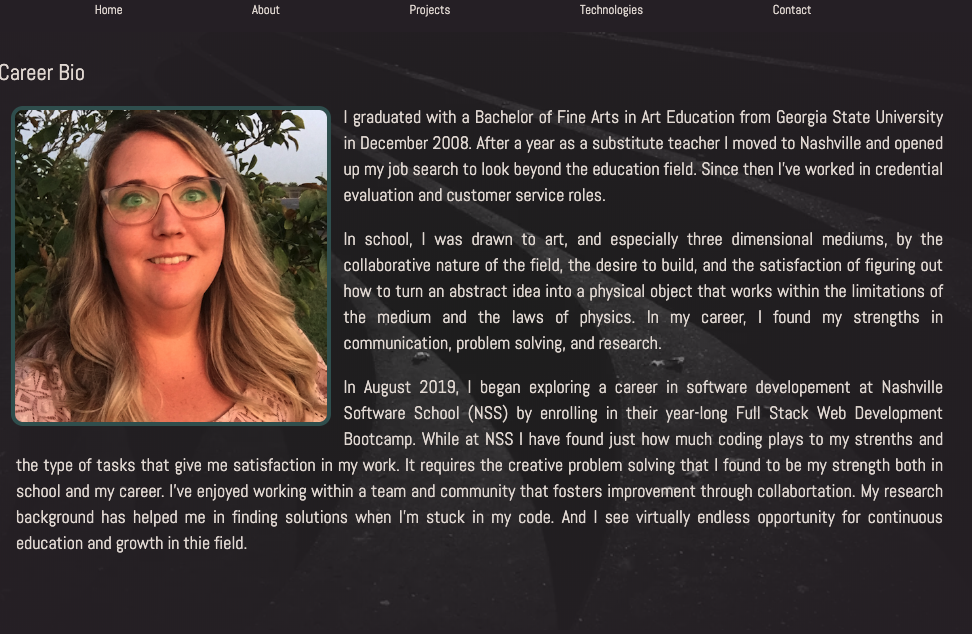 Home About Projects Technologies Contact
Career Bio
I graduated with a Bachelor of Fine Arts in Art Education from Georgia State University
in December 2008. After a year as a substitute teacher I moved to Nashville and opened
up my job search to look beyond the education field. Since then I've worked in credential
evaluation and customer service roles.
In school, I was drawn to art, and especially three dimensional mediums, by the
collaborative nature of the field, the desire to build, and the satisfaction of figuring out
how to turn an abstract idea into a physical object that works within the limitations of
the medium and the laws of physics. In my career, I found my strengths in
communication, problem solving, and research.
In August 2019, I began exploring a career in software developement at Nashville
Software School (NSS) by enrolling in their year-long Full Stack Web Development
Bootcamp. While at NSS I have found just how much coding plays to my strenths and
the type of tasks that give me satisfaction in my work. It requires the creative problem solving that I found to be my strength both in
school and my career. I've enjoyed working within a team and community that fosters improvement through collabortation. My research
background has helped me in finding solutions when I'm stuck in my code. And I see virtually endless opportunity for continuous
education and growth in thie field.